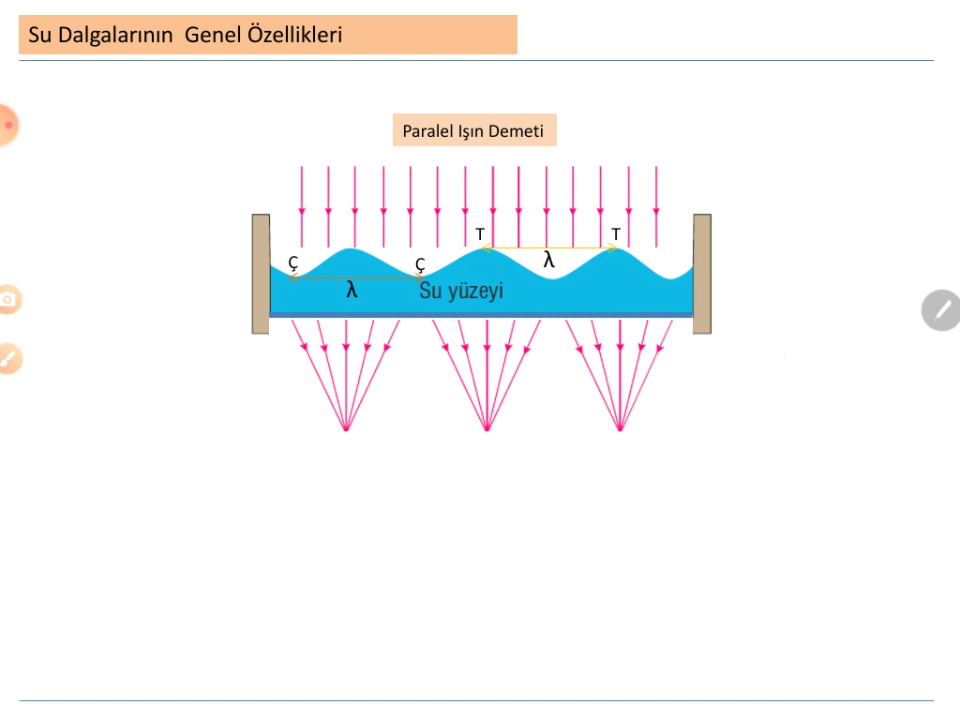 Su Dalgalarının Genel Özellikleri
Paralel Işın Demeti
T
T
Ç
Ç
λ
λ
Su yüzeyi